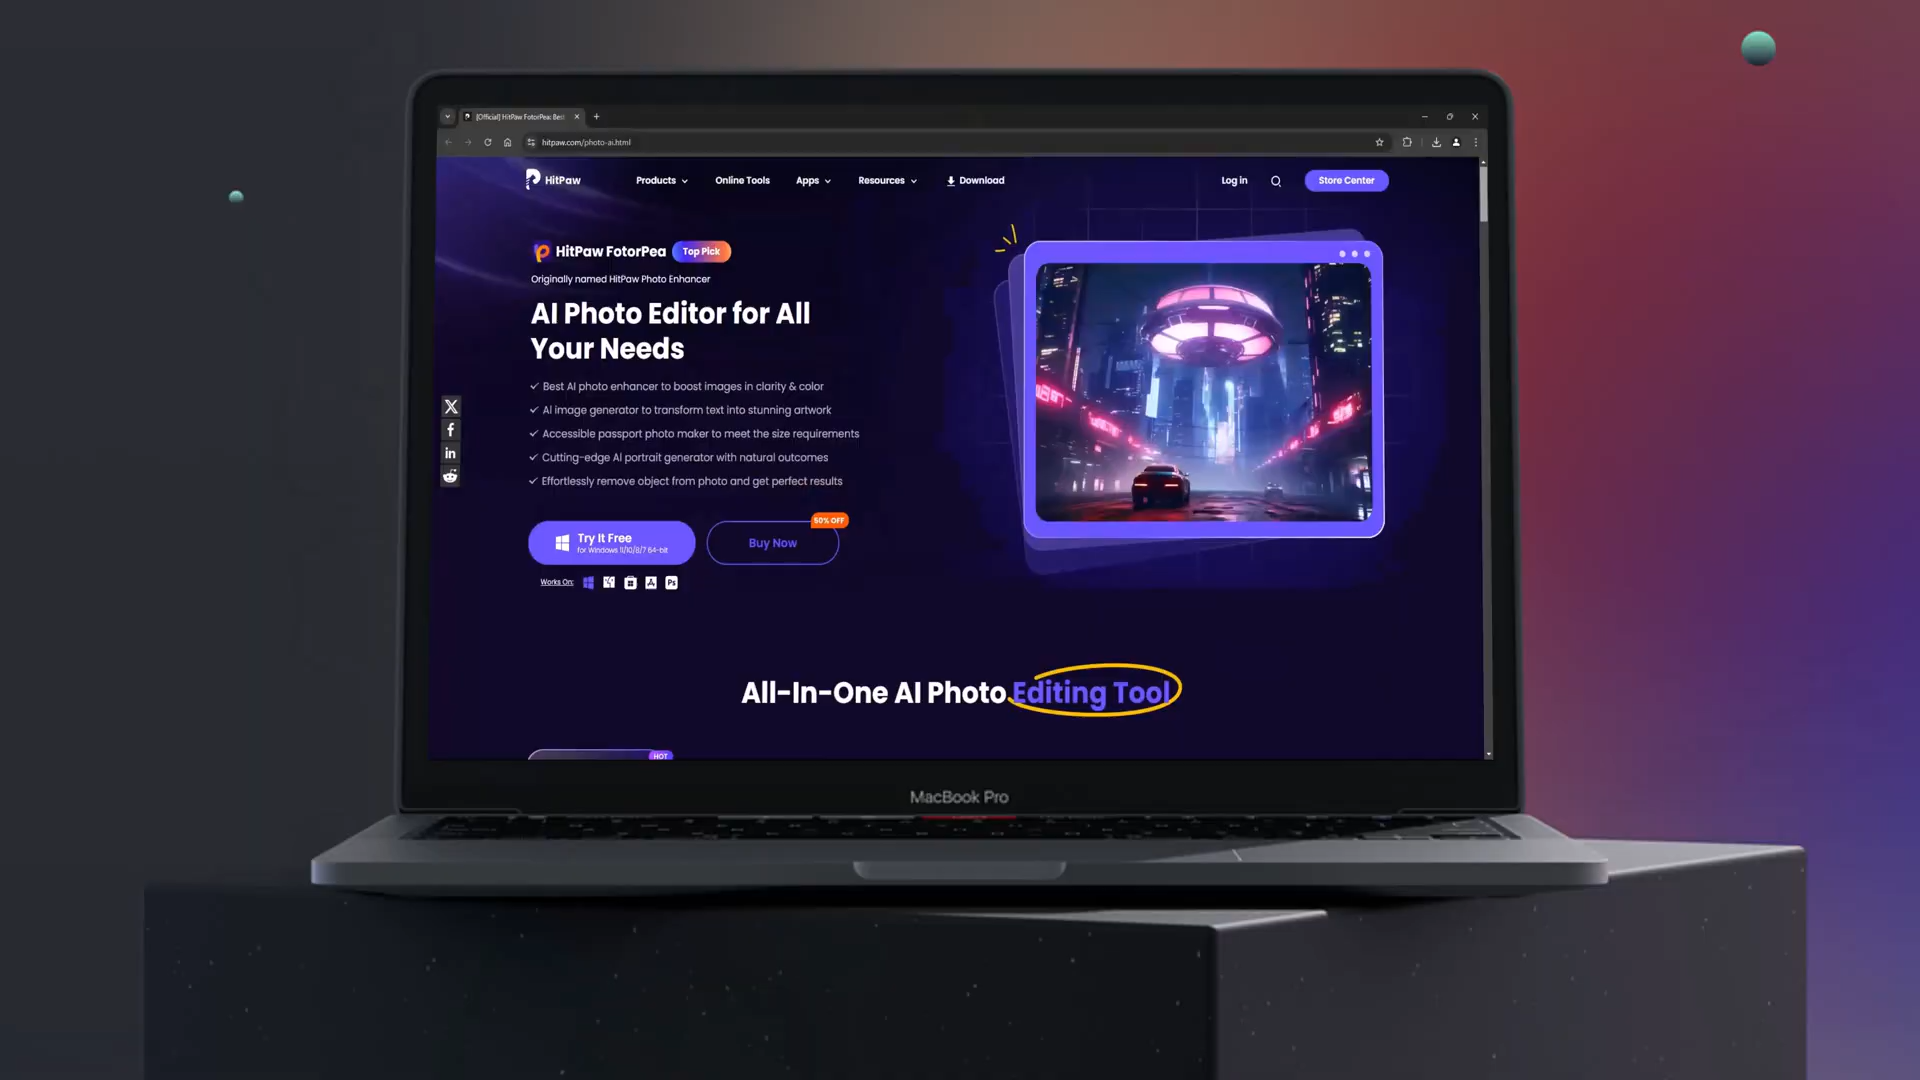 [Official] HitPaw FotorPea: Best
hitpaw.com/photo-ai.html
HitPaw
Products
Online Tools
Apps
Resources
Download
Log in
Store Center
HitPaw FotorPea
Top Pick
Originally named HitPaw Photo Enhancer
AI Photo Editor for All
Your Needs
Best AI photo enhancer to boost images in clarity & color
AI image generator to transform text into stunning artwork
Accessible passport photo maker to meet the size requirements
Cutting-edge AI portrait generator with natural outcomes
Effortlessly remove object from photo and get perfect results
Try It Free
for Windows 11/10/8/7 64-bit
50% OFF
Buy Now
Works On:
Ps
All-In-One AI Photo Editing Tool
HOT
MacBook Pro